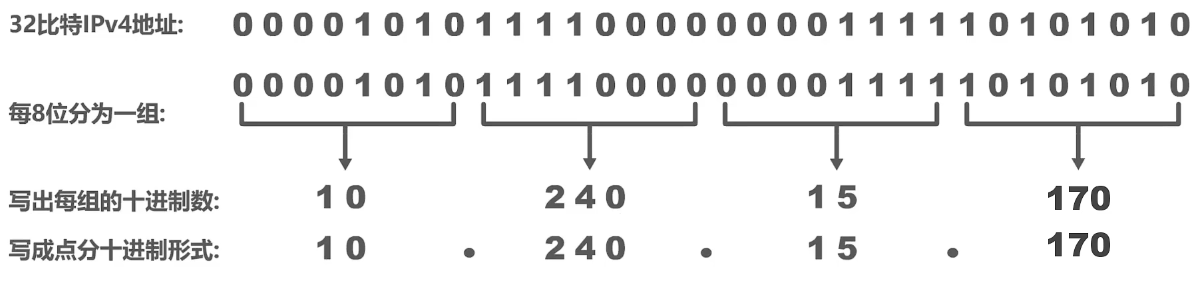 32比特IPv4地址: 0 0 0 0 1 0 1 0 1 1 1 1 0 0 0 0 0 0 0 0 1 1 1 1 1 0 1 0 1 0 1 0
0 0 0 0 1 0 1 0 1 1 1 1 0 0 0 0 0 0 0 0 1 1 1 1 1 0 1 0 1 0 1 0
每8位分为一组:
写出每组的十进制数: 10 240 15 170
写成点分十进制形式: 10 . 240 . 15 . 170